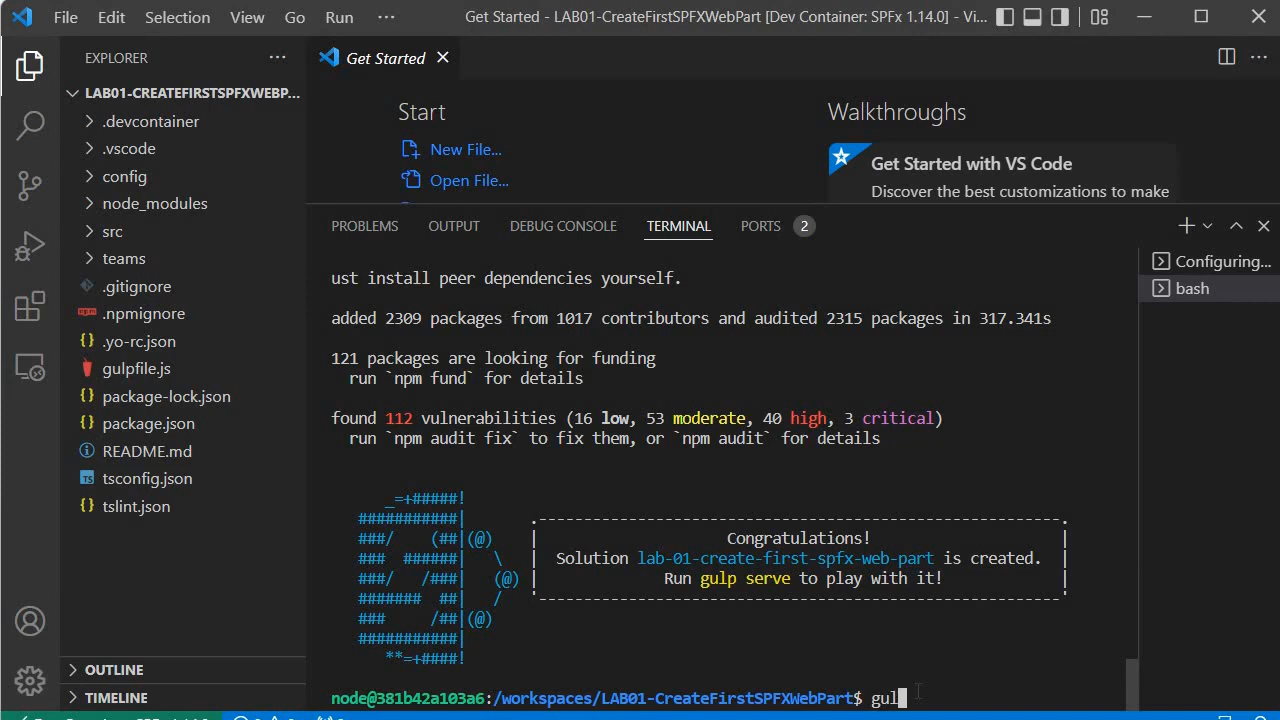 File Edit Selection View Go Run ··· Get Started - LAB01-CreateFirstSPFXWebPart [Dev Container: SPFx 1.14.0] - Vi...
EXPLORER ···
LAB01-CREATEFIRSTSPFXWEBP...
.devcontainer
.vscode
config
node_modules
src
teams
.gitignore
.npmignore
.yo-rc.json
gulpfile.js
package-lock.json
package.json
README.md
tsconfig.json
tslint.json
OUTLINE
TIMELINE
Get Started
Start
New File...
Open File...
Walkthroughs
Get Started with VS Code
Discover the best customizations to make
PROBLEMS OUTPUT DEBUG CONSOLE TERMINAL PORTS 2
Configuring...
bash
ust install peer dependencies yourself.
added 2309 packages from 1017 contributors and audited 2315 packages in 317.341s
121 packages are looking for funding
run `npm fund` for details
found 112 vulnerabilities (16 low, 53 moderate, 40 high, 3 critical)
run `npm audit fix` to fix them, or `npm audit` for details
_=+#####!
###########| .----------------------------------------------------------.
###/    (##|(@) | Congratulations! |
###  ######|   \ | Solution lab-01-create-first-spfx-web-part is created. |
###/   /###|   (@) | Run gulp serve to play with it! |
#######  ##|   / '----------------------------------------------------------'
###     /##|(@)
###########|
**=+####!
node@381b42a103a6:/workspaces/LAB01-CreateFirstSPFXWebPart$ gul